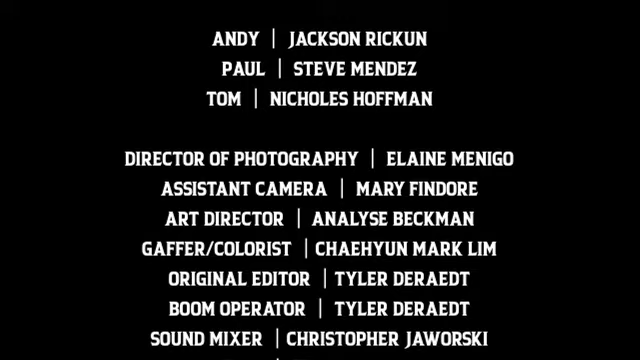 ANDY | JACKSON RICKUN
PAUL | STEVE MENDEZ
TOM | NICHOLES HOFFMAN
DIRECTOR OF PHOTOGRAPHY | ELAINE MENIGO
ASSISTANT CAMERA | MARY FINDORE
ART DIRECTOR | ANALYSE BECKMAN
GAFFER/COLORIST | CHAEHYUN MARK LIM
ORIGINAL EDITOR | TYLER DERAEDT
BOOM OPERATOR | TYLER DERAEDT
SOUND MIXER | CHRISTOPHER JAWORSKI